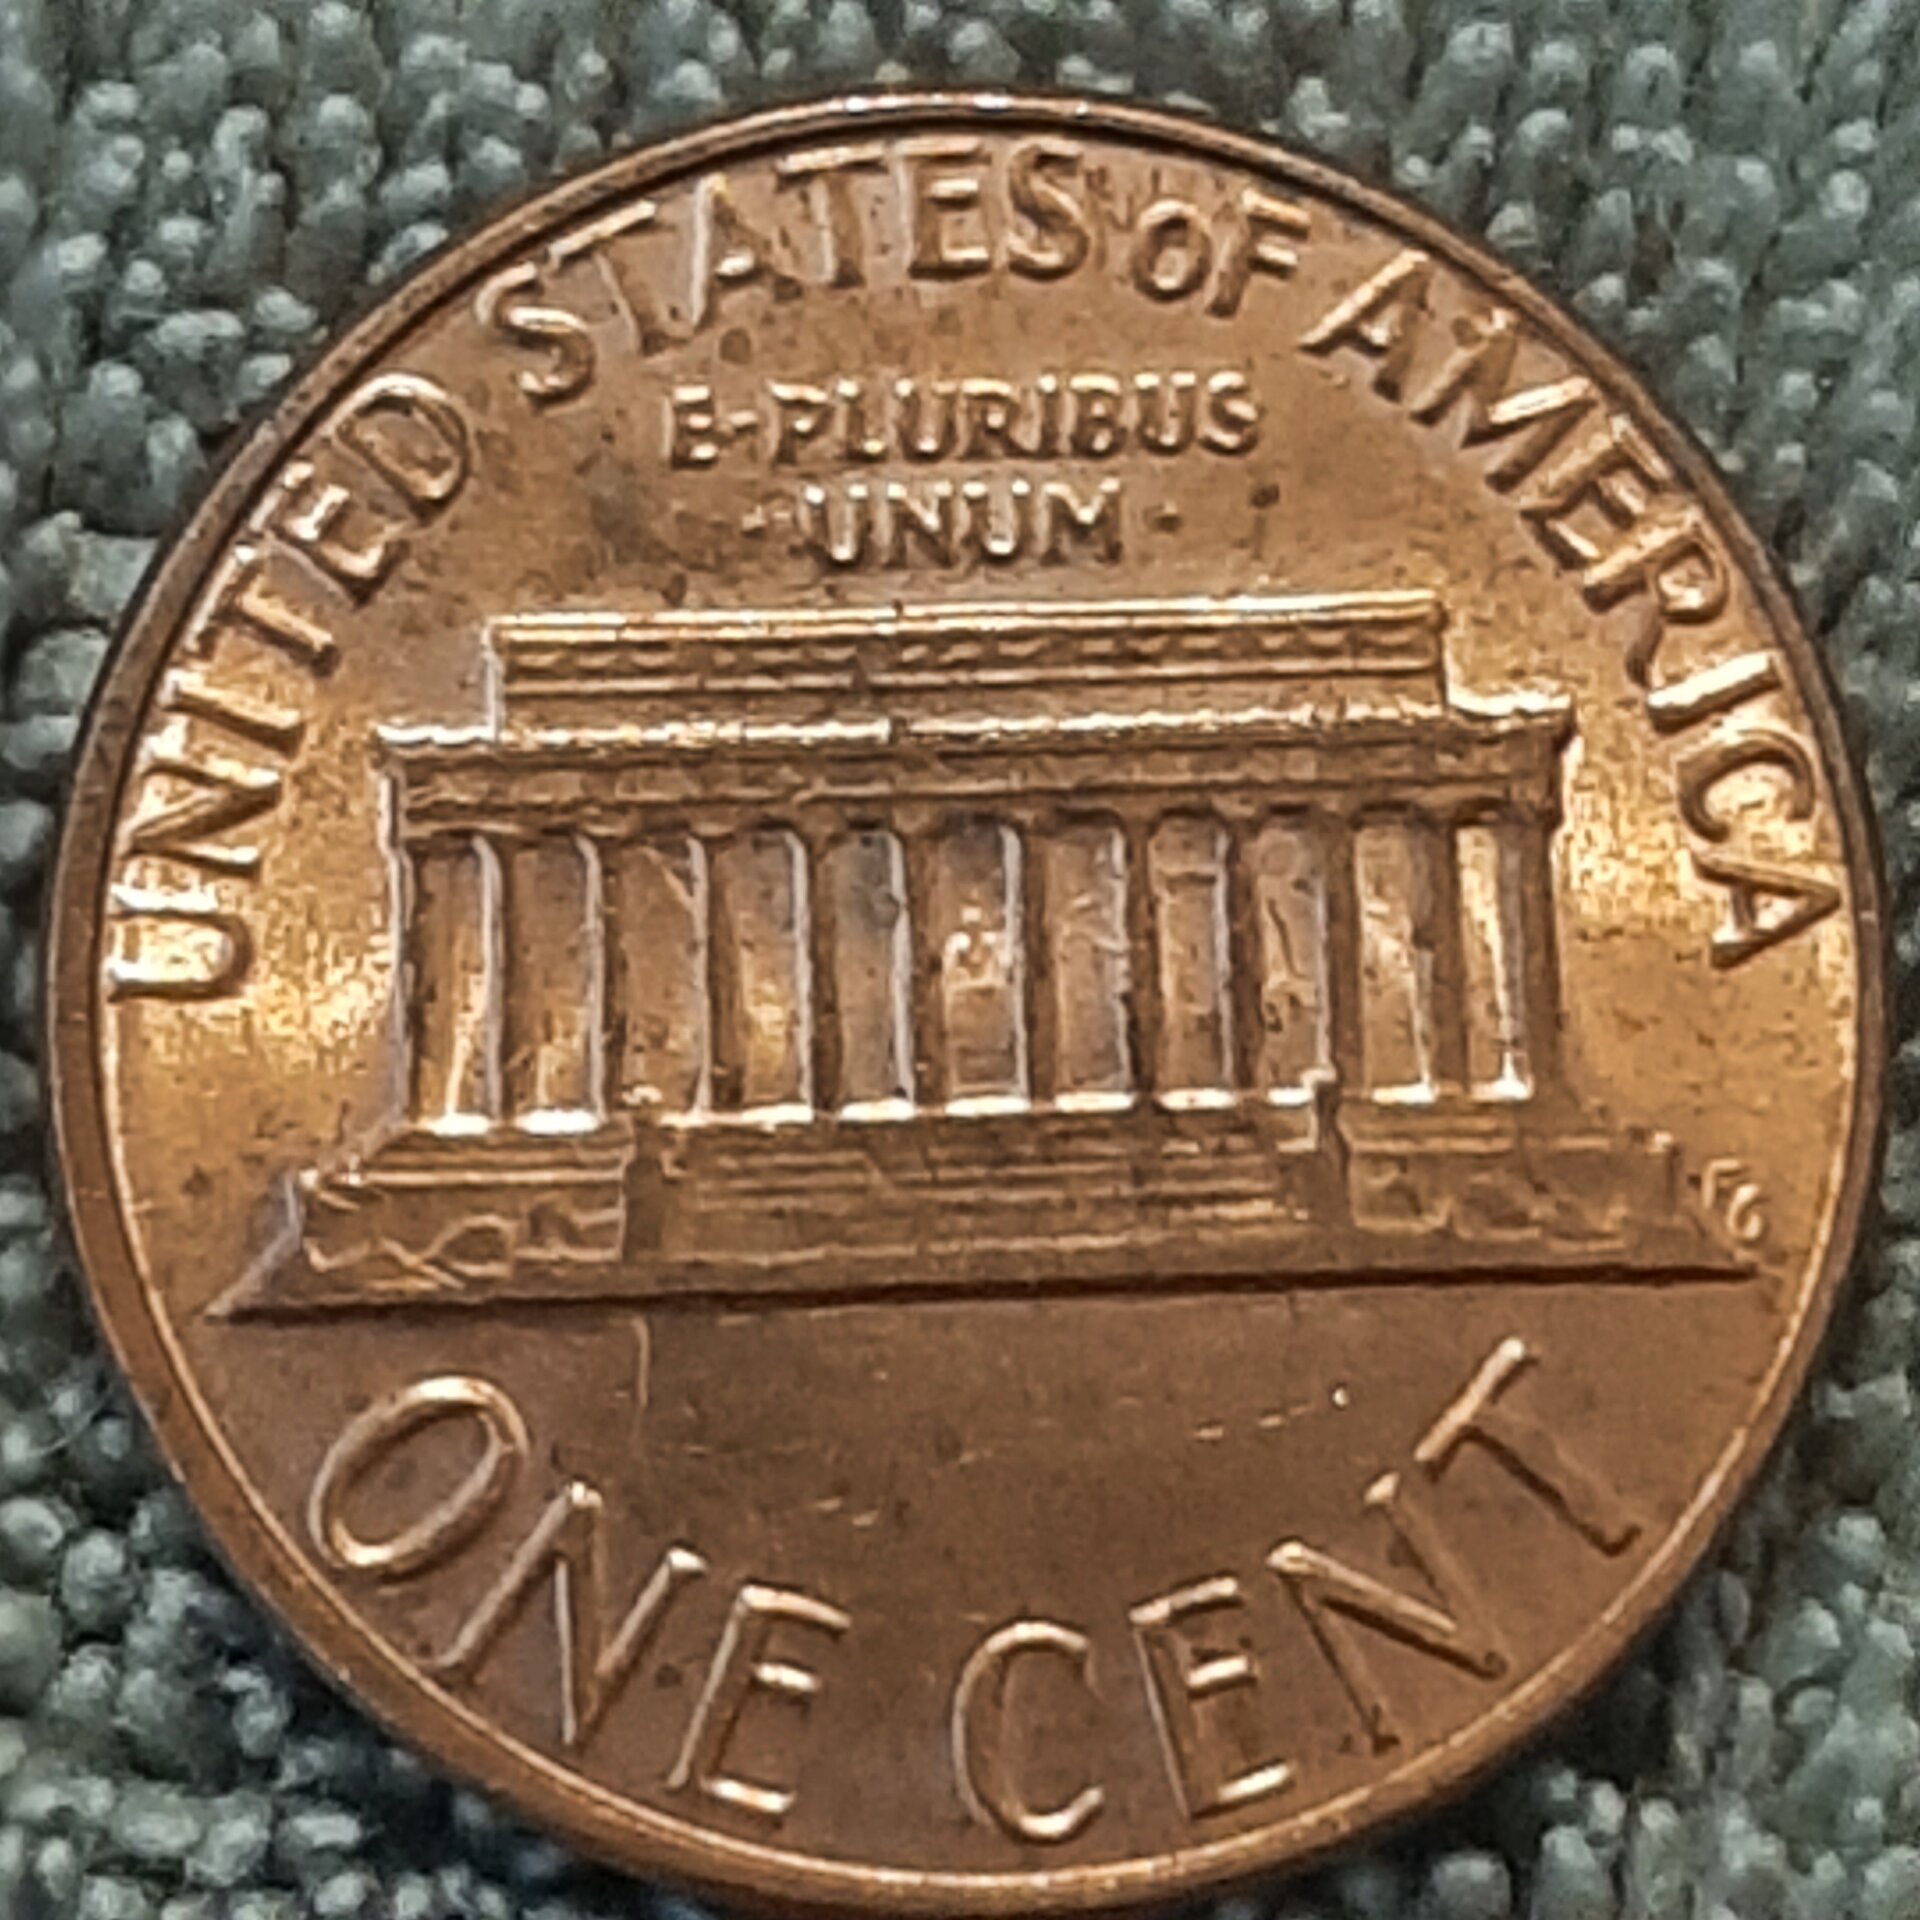 UNITED STATES OF AMERICA
E·PLURIBUS
·UNUM·
FG
ONE CENT